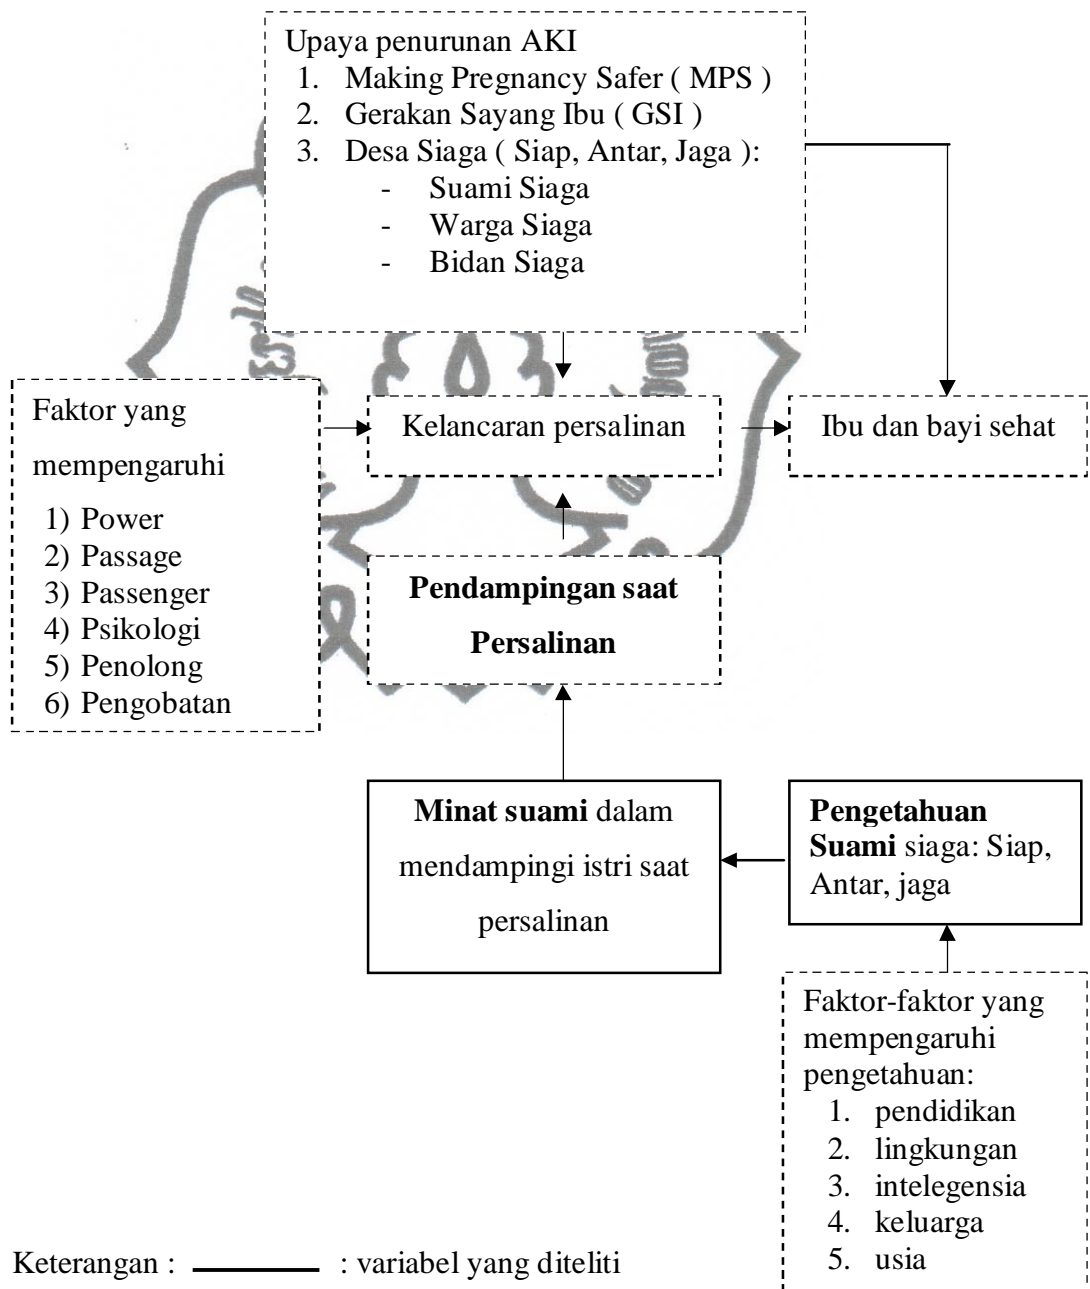 Upaya penurunan AKI
1. Making Pregnancy Safer ( MPS )
2. Gerakan Sayang Ibu ( GSI )
3. Desa Siaga ( Siap, Antar, Jaga ):
- Suami Siaga
- Warga Siaga
- Bidan Siaga
Faktor yang
mempengaruhi
1) Power
2) Passage
3) Passenger
4) Psikologi
5) Penolong
6) Pengobatan
Kelancaran persalinan
Ibu dan bayi sehat
Pendampingan saat
Persalinan
Minat suami dalam
mendampingi istri saat
persalinan
Pengetahuan
Suami siaga: Siap,
Antar, jaga
Faktor-faktor yang
mempengaruhi
pengetahuan:
1. pendidikan
2. lingkungan
3. intelegensia
4. keluarga
5. usia
Keterangan : : variabel yang diteliti